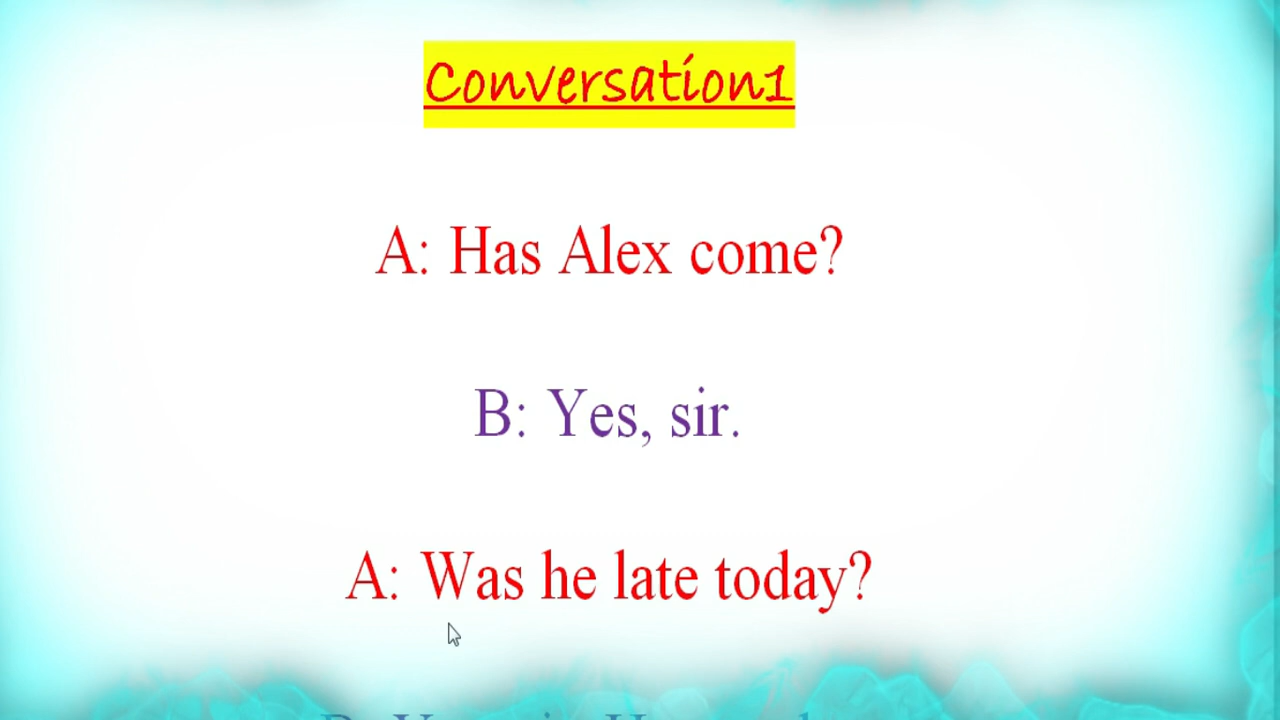 Conversation1
A: Has Alex come?
B: Yes, sir.
A: Was he late today?